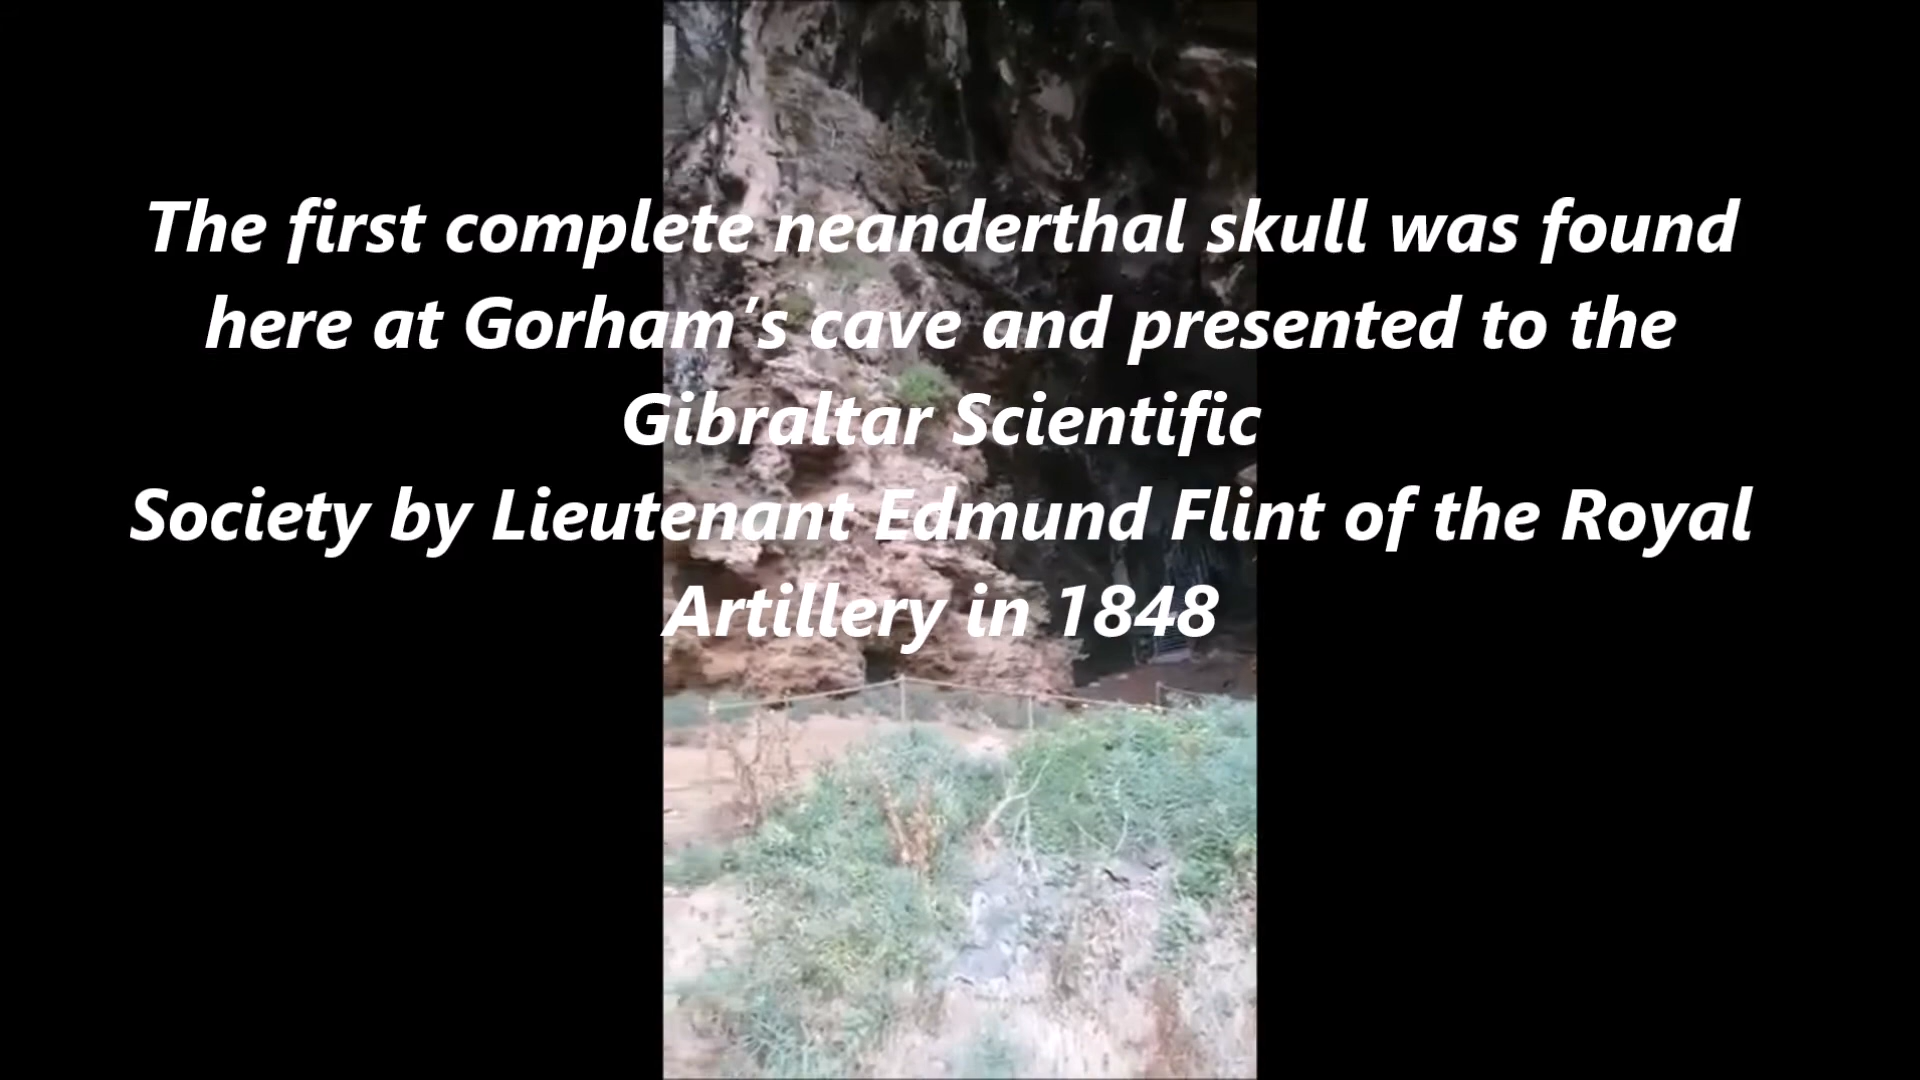 The first complete neanderthal skull was found
here at Gorham's cave and presented to the
Gibraltar Scientific
Society by Lieutenant Edmund Flint of the Royal
Artillery in 1848